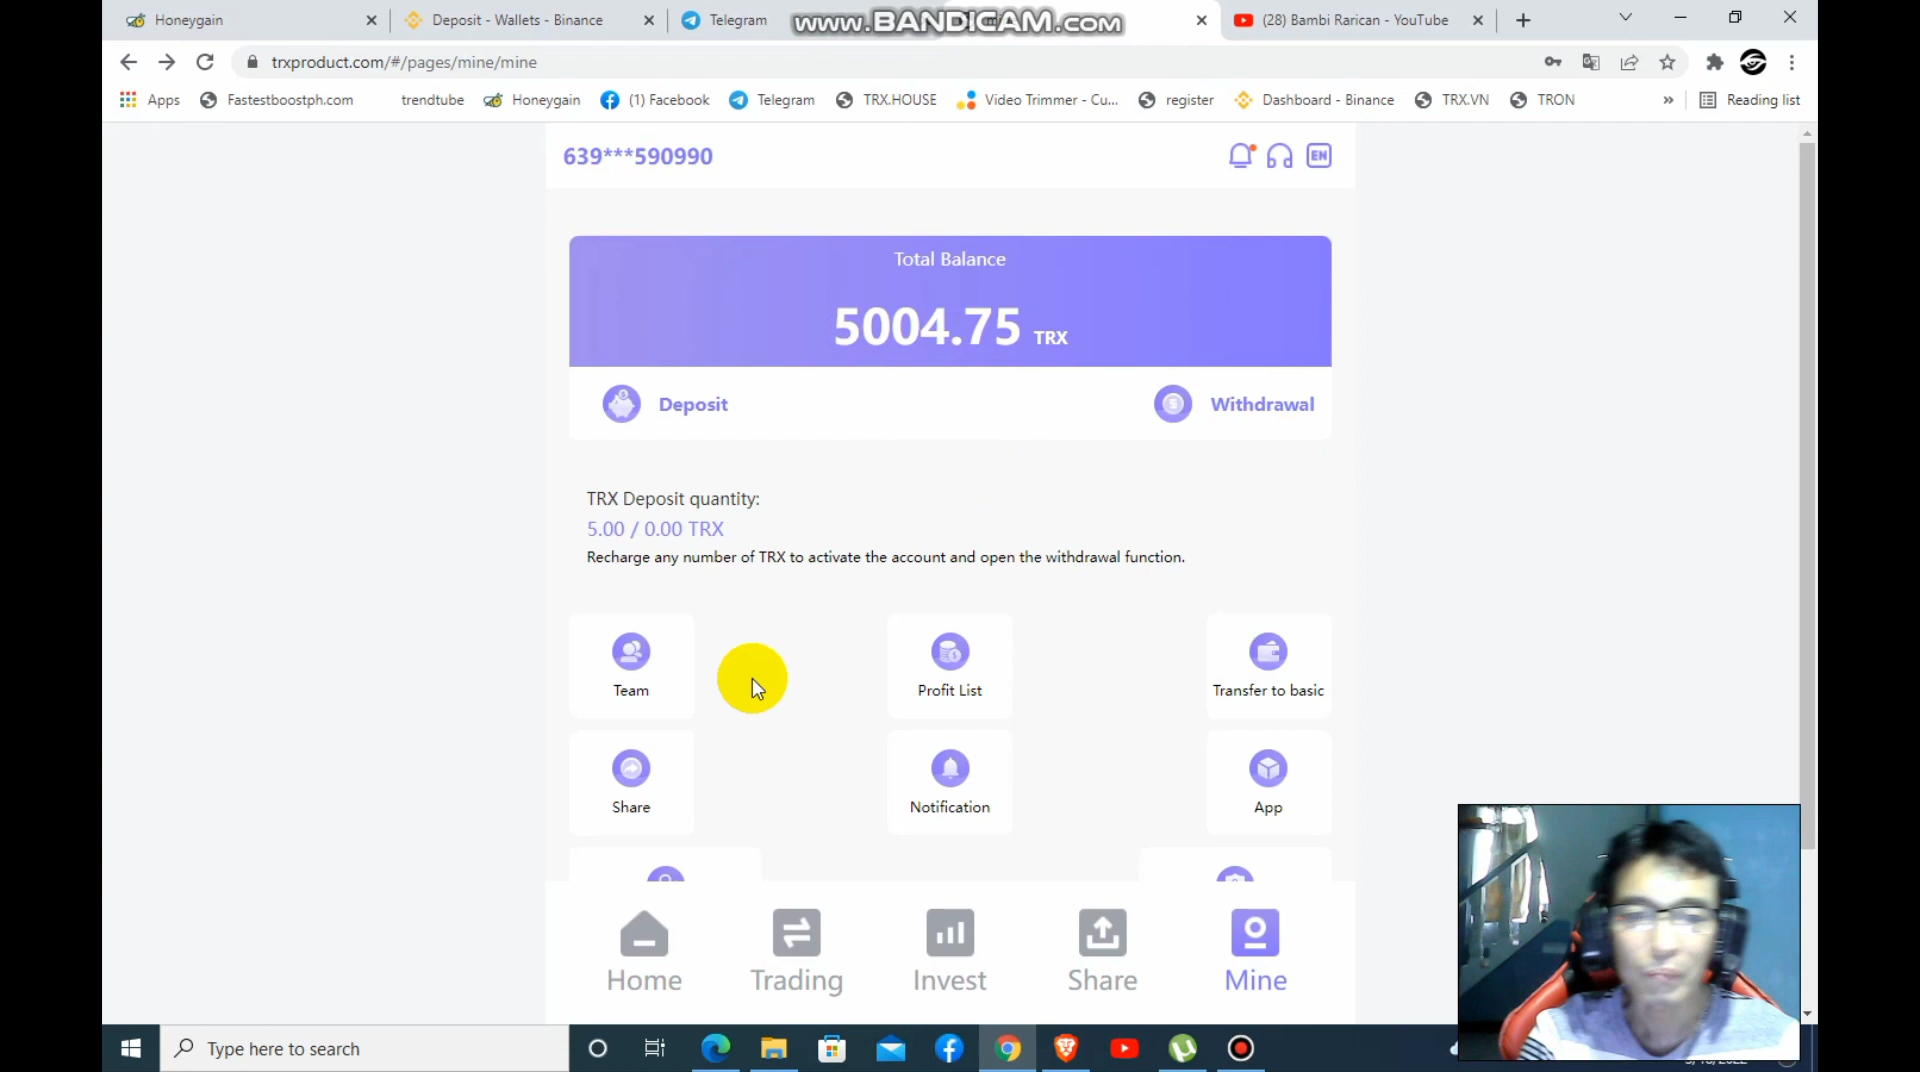 Honeygain
Deposit - Wallets - Binance
Telegram
www.BANDICAM.com
(28) Bambi Rarican - YouTube
trxproduct.com/#/pages/mine/mine
Apps
Fastestboostph.com
trendtube
Honeygain
(1) Facebook
Telegram
TRX.HOUSE
Video Trimmer - Cu...
register
Dashboard - Binance
TRX.VN
TRON
»
Reading list
639***590990
EN
Total Balance
5004.75 TRX
Deposit
Withdrawal
TRX Deposit quantity:
5.00 / 0.00 TRX
Recharge any number of TRX to activate the account and open the withdrawal function.
Team
Profit List
Transfer to basic
Share
Notification
App
Home
Trading
Invest
Share
Mine
Type here to search